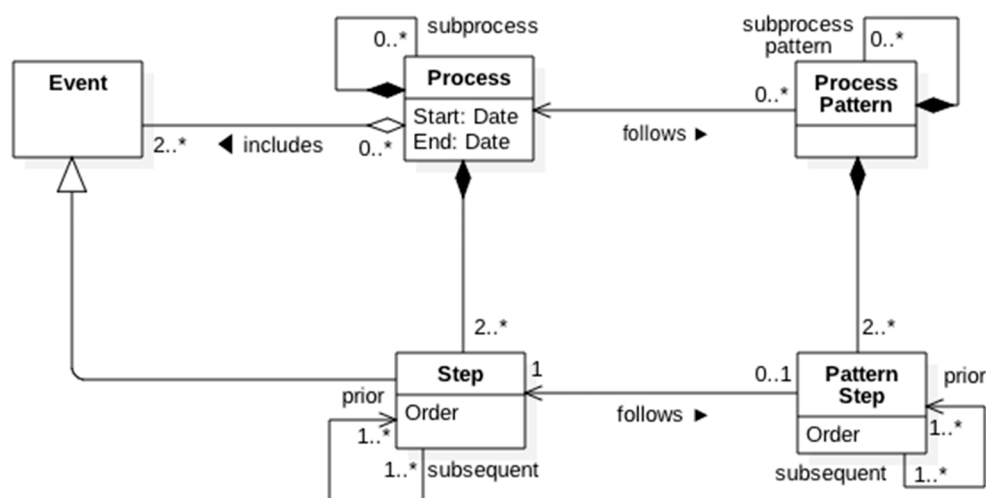 subprocess
0..*
Process
Start: Date
End: Date
Event
2..*
◀ includes
0..*
subprocess
pattern
0..*
Process
Pattern
0..*
follows ▶
2..*
2..*
Step
Order
1
0..1
follows ▶
prior
1..*
1..*
subsequent
Pattern
Step
Order
prior
1..*
subsequent
1..*